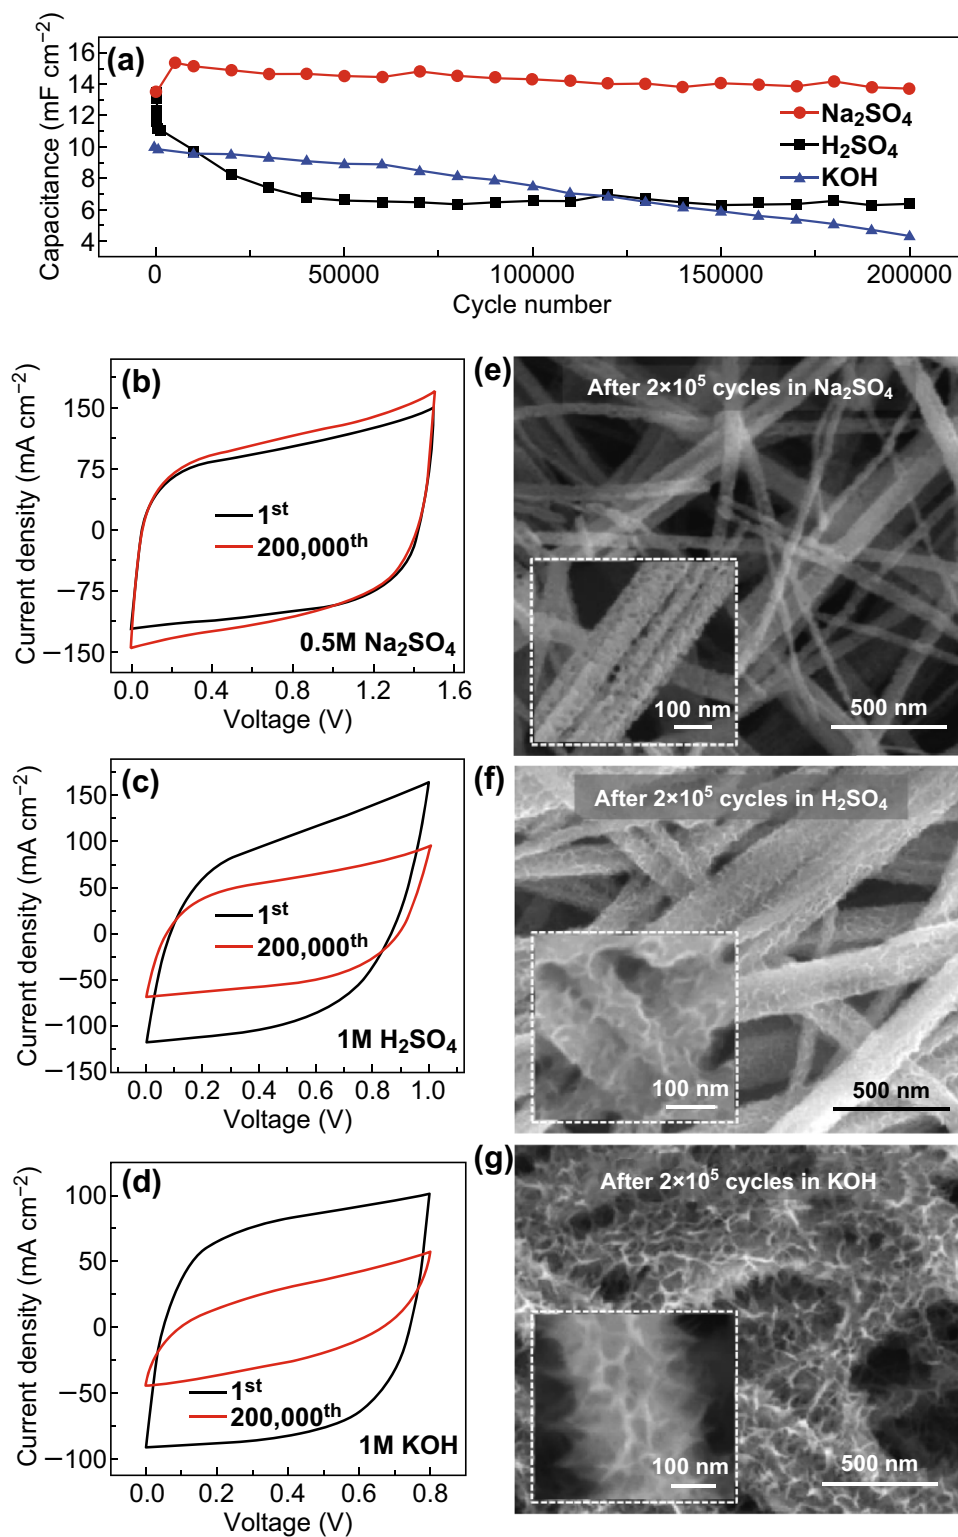 (a)
Capacitance (mF cm⁻²)
16
14
12
10
8
6
4
Na₂SO₄
H₂SO₄
KOH
0 50000 100000 150000 200000
Cycle number
(b)
Current density (mA cm⁻²)
150
75
0
−75
−150
1ˢᵗ
200,000ᵗʰ
0.5M Na₂SO₄
0.0 0.4 0.8 1.2 1.6
Voltage (V)
(e)
After 2×10⁵ cycles in Na₂SO₄
100 nm
500 nm
(c)
Current density (mA cm⁻²)
150
100
50
0
−50
−100
−150
1ˢᵗ
200,000ᵗʰ
1M H₂SO₄
0.0 0.2 0.4 0.6 0.8 1.0
Voltage (V)
(f)
After 2×10⁵ cycles in H₂SO₄
100 nm
500 nm
(d)
Current density (mA cm⁻²)
100
50
0
−50
−100
1ˢᵗ
200,000ᵗʰ
1M KOH
0.0 0.2 0.4 0.6 0.8
Voltage (V)
(g)
After 2×10⁵ cycles in KOH
100 nm
500 nm